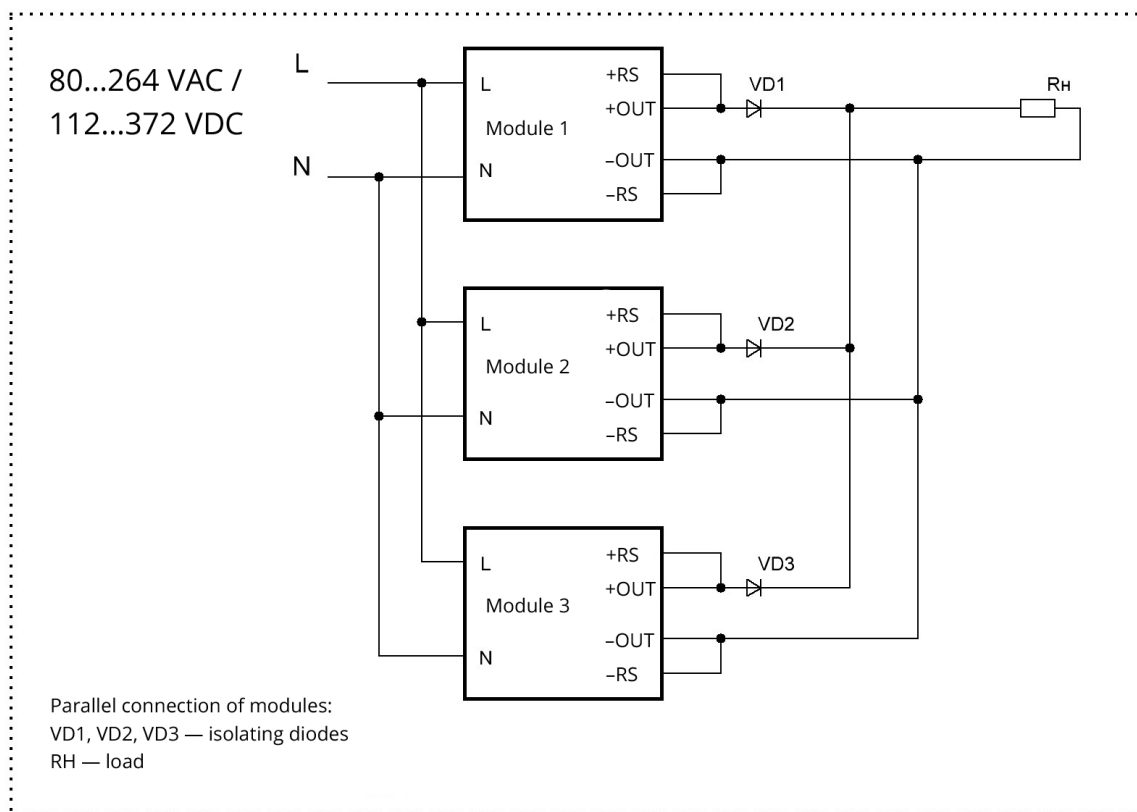 80...264 VAC /
112...372 VDC
L
N
L
N
Module 1
+RS
+OUT
–OUT
–RS
VD1
RH
L
N
Module 2
+RS
+OUT
–OUT
–RS
VD2
L
N
Module 3
+RS
+OUT
–OUT
–RS
VD3
Parallel connection of modules:
VD1, VD2, VD3 — isolating diodes
RH — load